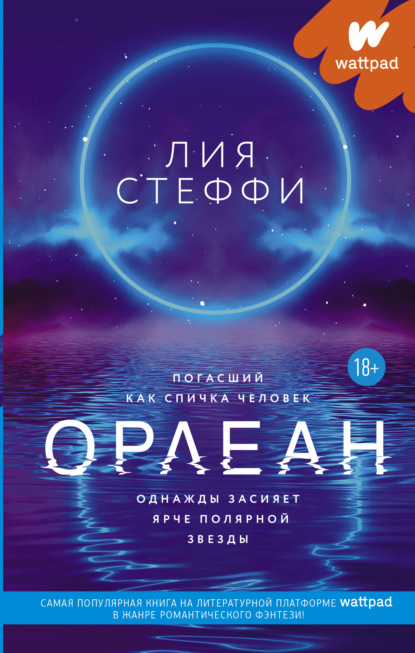 wattpad
ЛИЯ
СТЕФФИ
18+
ПОГАСШИЙ
КАК СПИЧКА ЧЕЛОВЕК
ОРЛЕАН
ОДНАЖДЫ ЗАСИЯЕТ
ЯРЧЕ ПОЛЯРНОЙ
ЗВЕЗДЫ
САМАЯ ПОПУЛЯРНАЯ КНИГА НА ЛИТЕРАТУРНОЙ ПЛАТФОРМЕ wattpad
В ЖАНРЕ РОМАНТИЧЕСКОГО ФЭНТЕЗИ!